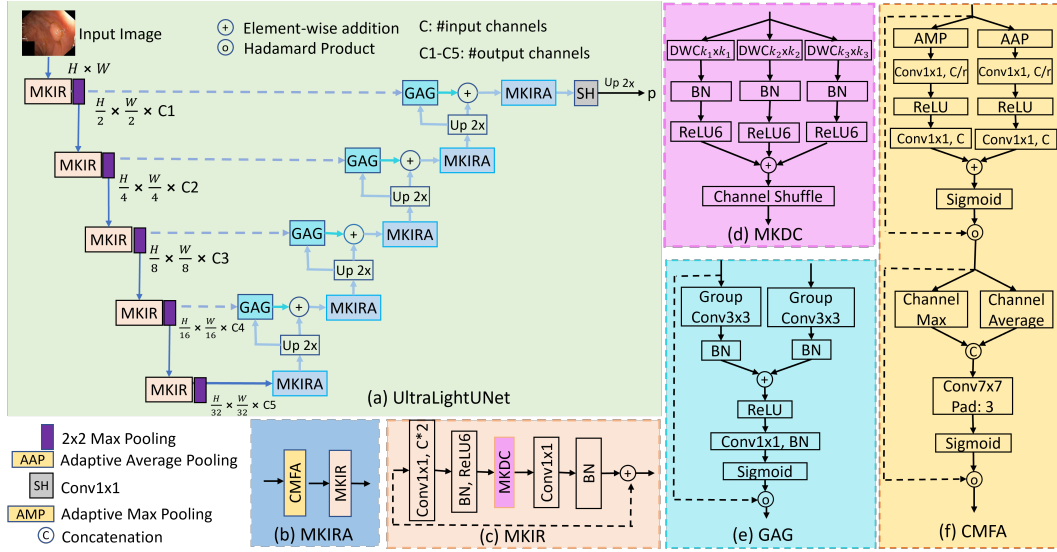 Input Image
H × W
MKIR
H/2 × W/2 × C1
MKIR
H/4 × W/4 × C2
MKIR
H/8 × W/8 × C3
MKIR
H/16 × W/16 × C4
MKIR
H/32 × W/32 × C5
+ Element-wise addition
o Hadamard Product
C: #input channels
C1-C5: #output channels
GAG
+
MKIRA
SH
Up 2x
p
Up 2x
GAG
+
MKIRA
Up 2x
GAG
+
MKIRA
Up 2x
GAG
+
MKIRA
Up 2x
MKIRA
(a) UltraLightUNet
2x2 Max Pooling
AAP Adaptive Average Pooling
SH Conv1x1
AMP Adaptive Max Pooling
C Concatenation
CMFA
MKIR
(b) MKIRA
Conv1x1, C*2
BN, ReLU6
MKDC
Conv1x1
BN
+
(c) MKIR
DWCk₁xk₁ DWCk₂xk₂ DWCk₃xk₃
BN BN BN
ReLU6 ReLU6 ReLU6
+
Channel Shuffle
(d) MKDC
Group Conv3x3
Group Conv3x3
BN BN
+
ReLU
Conv1x1, BN
Sigmoid
o
(e) GAG
AMP AAP
Conv1x1, C/r Conv1x1, C/r
ReLU ReLU
Conv1x1, C Conv1x1, C
+
Sigmoid
o
Channel Max
Channel Average
C
Conv7x7
Pad: 3
Sigmoid
o
(f) CMFA